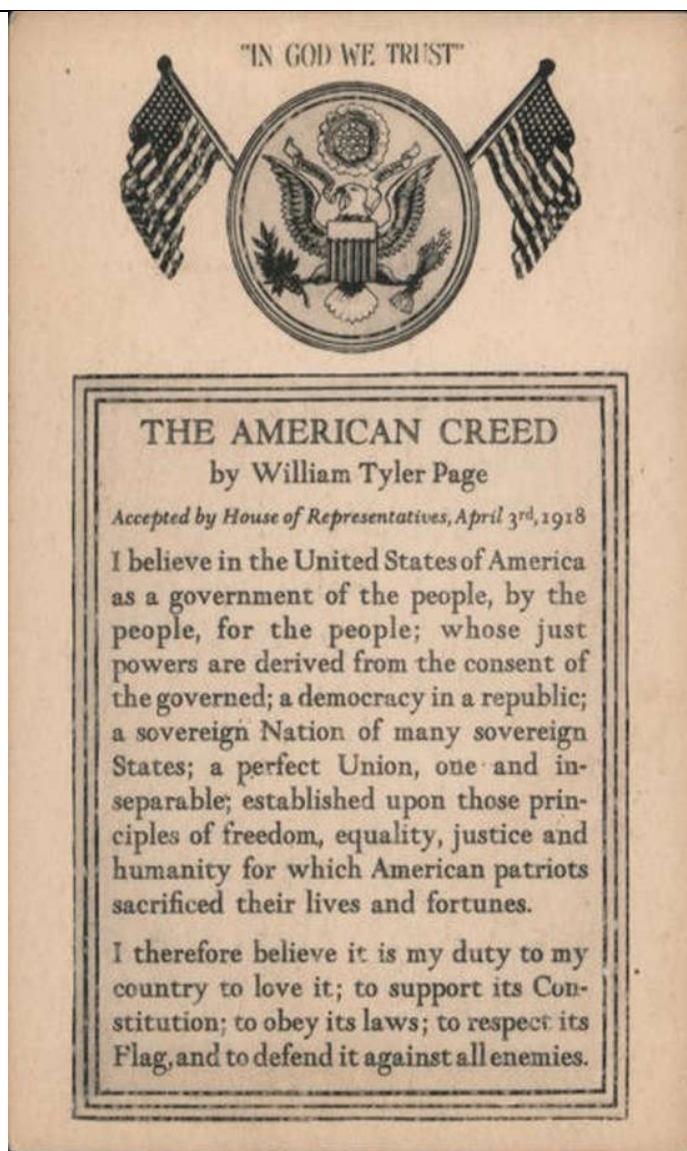 "IN GOD WE TRUST"
THE AMERICAN CREED
by William Tyler Page
Accepted by House of Representatives, April 3rd, 1918
I believe in the United States of America
as a government of the people, by the
people, for the people; whose just
powers are derived from the consent of
the governed; a democracy in a republic;
a sovereign Nation of many sovereign
States; a perfect Union, one and in-
separable; established upon those prin-
ciples of freedom, equality, justice and
humanity for which American patriots
sacrificed their lives and fortunes.
I therefore believe it is my duty to my
country to love it; to support its Con-
stitution; to obey its laws; to respect its
Flag, and to defend it against all enemies.